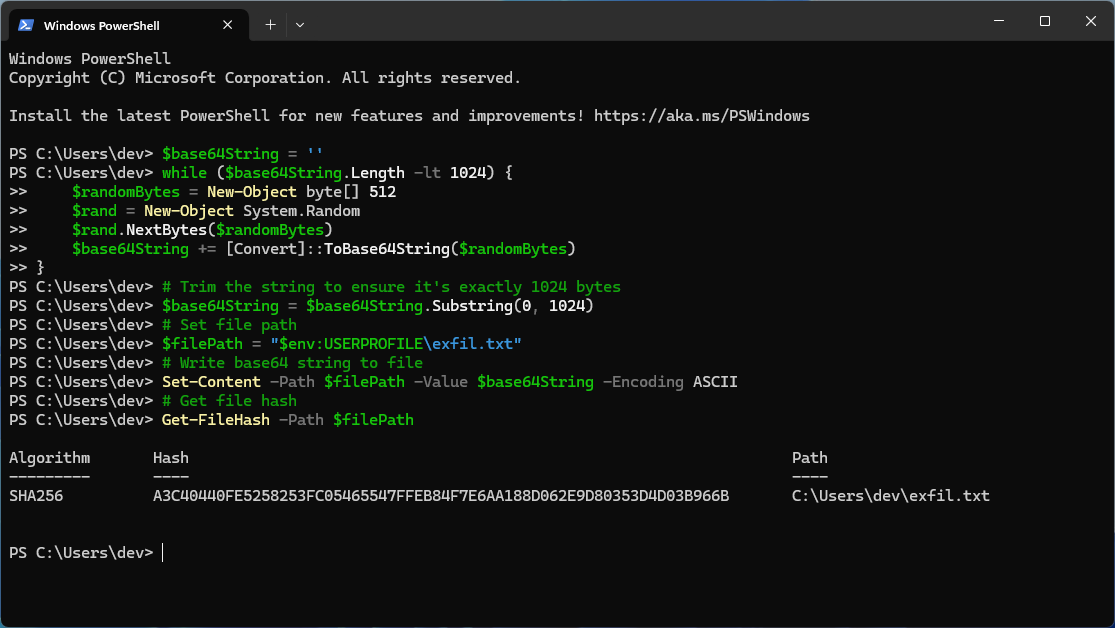 Windows PowerShell
Windows PowerShell
Copyright (C) Microsoft Corporation. All rights reserved.
Install the latest PowerShell for new features and improvements! https://aka.ms/PSWindows
PS C:\Users\dev> $base64String = ''
PS C:\Users\dev> while ($base64String.Length -lt 1024) {
>>     $randomBytes = New-Object byte[] 512
>>     $rand = New-Object System.Random
>>     $rand.NextBytes($randomBytes)
>>     $base64String += [Convert]::ToBase64String($randomBytes)
>> }
PS C:\Users\dev> # Trim the string to ensure it's exactly 1024 bytes
PS C:\Users\dev> $base64String = $base64String.Substring(0, 1024)
PS C:\Users\dev> # Set file path
PS C:\Users\dev> $filePath = "$env:USERPROFILE\exfil.txt"
PS C:\Users\dev> # Write base64 string to file
PS C:\Users\dev> Set-Content -Path $filePath -Value $base64String -Encoding ASCII
PS C:\Users\dev> # Get file hash
PS C:\Users\dev> Get-FileHash -Path $filePath
Algorithm       Hash                                                                   Path
---------       ----                                                                   ----
SHA256          A3C40440FE5258253FC05465547FFEB84F7E6AA188D062E9D80353D4D03B966B       C:\Users\dev\exfil.txt
PS C:\Users\dev>